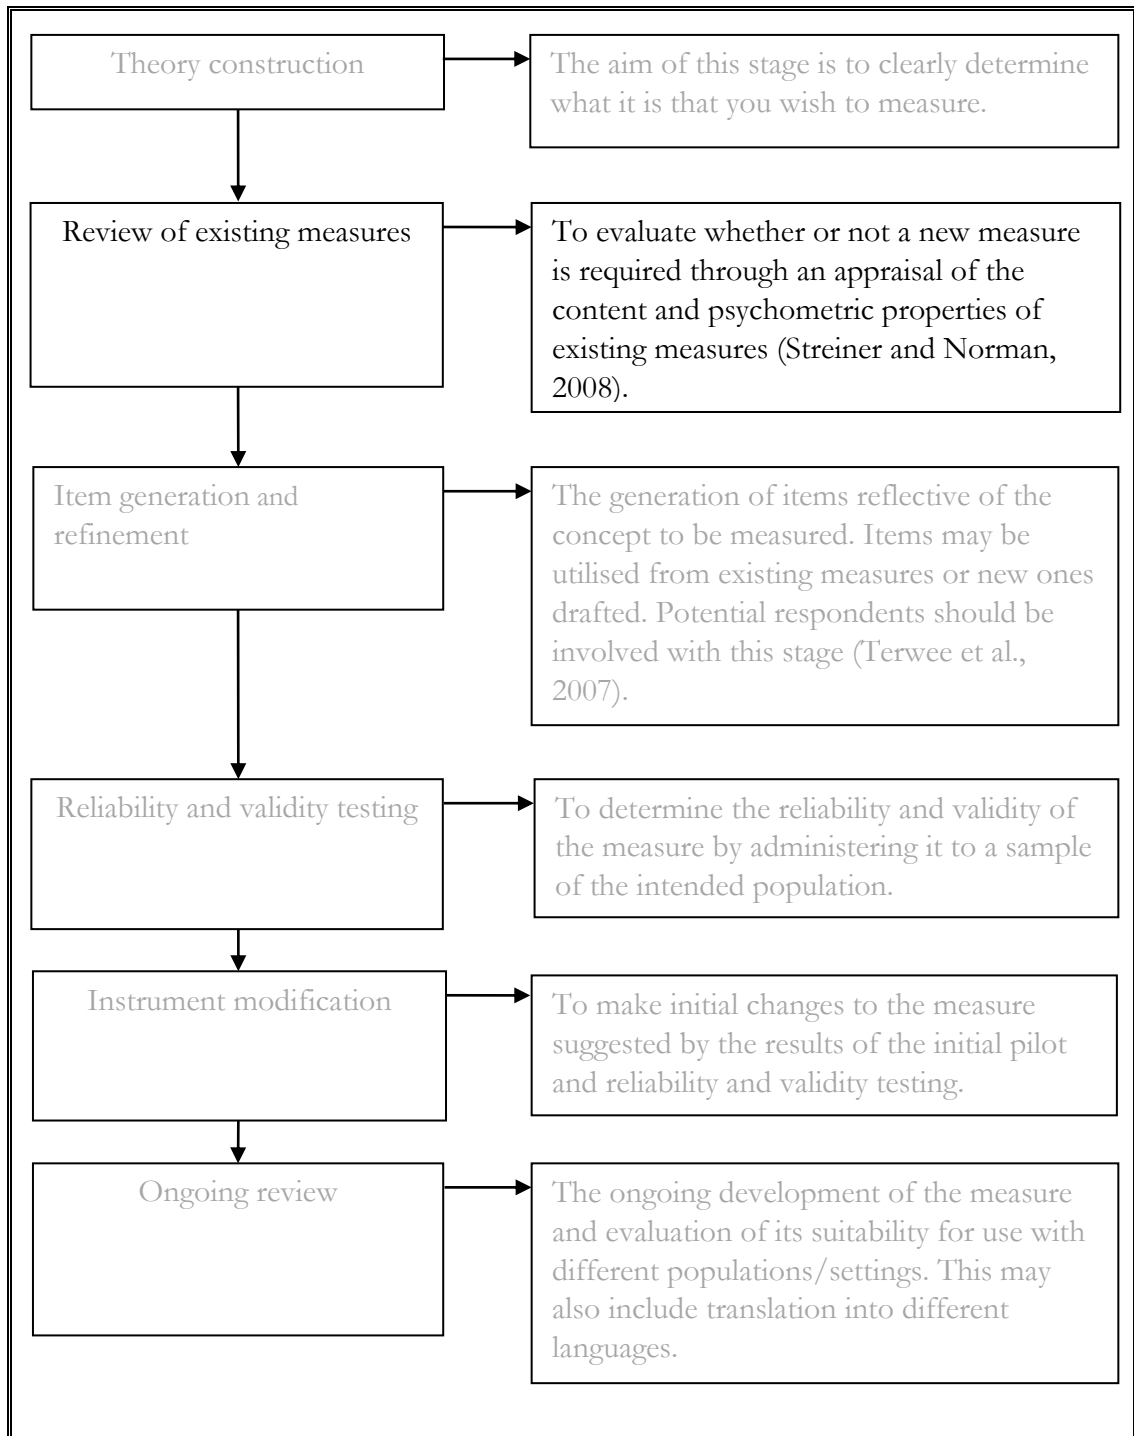 Theory construction
The aim of this stage is to clearly determine
what it is that you wish to measure.
Review of existing measures
To evaluate whether or not a new measure
is required through an appraisal of the
content and psychometric properties of
existing measures (Streiner and Norman,
2008).
Item generation and
refinement
The generation of items reflective of the
concept to be measured. Items may be
utilised from existing measures or new ones
drafted. Potential respondents should be
involved with this stage (Terwee et al.,
2007).
Reliability and validity testing
To determine the reliability and validity of
the measure by administering it to a sample
of the intended population.
Instrument modification
To make initial changes to the measure
suggested by the results of the initial pilot
and reliability and validity testing.
Ongoing review
The ongoing development of the measure
and evaluation of its suitability for use with
different populations/settings. This may
also include translation into different
languages.